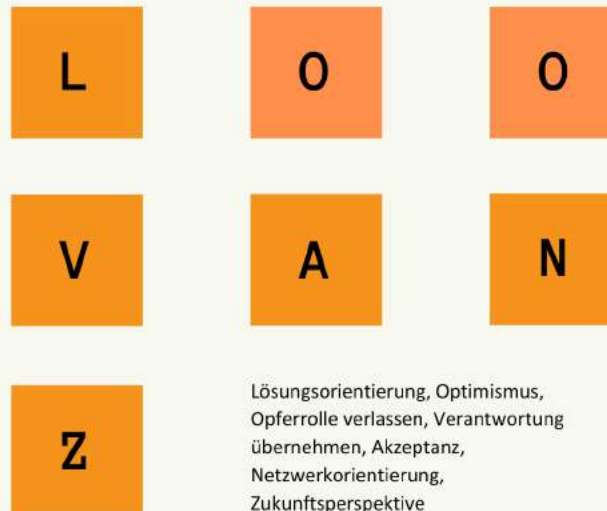 L O O
V A N
Z
Lösungsorientierung, Optimismus,
Opferrolle verlassen, Verantwortung
übernehmen, Akzeptanz,
Netzwerkorientierung,
Zukunftsperspektive